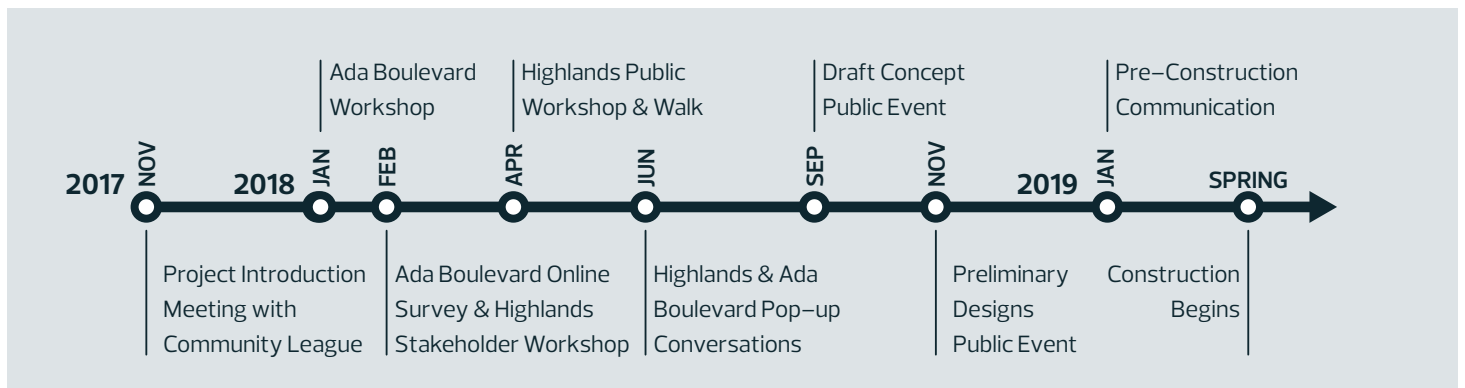 Ada Boulevard
Workshop
Highlands Public
Workshop & Walk
Draft Concept
Public Event
Pre–Construction
Communication
2017 NOV
2018 JAN
FEB
APR
JUN
SEP
NOV
2019 JAN
SPRING
Project Introduction
Meeting with
Community League
Ada Boulevard Online
Survey & Highlands
Stakeholder Workshop
Highlands & Ada
Boulevard Pop–up
Conversations
Preliminary
Designs
Public Event
Construction
Begins